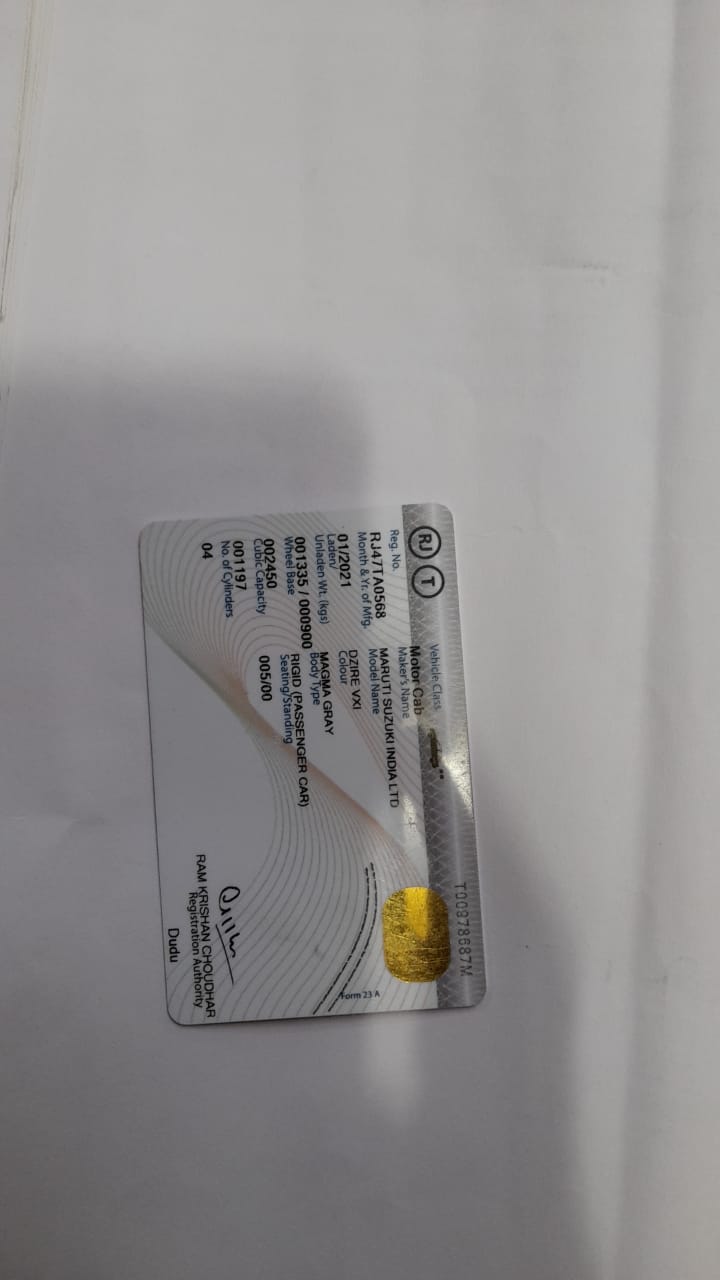 RJ T
T00878687M
Vehicle Class
Motor Cab
Reg. No.
RJ47TA0568
Maker's Name
MARUTI SUZUKI INDIA LTD
Month & Yr. of Mfg.
01/2021
Model Name
DZIRE VXI
Laden/
Unladen Wt. (kgs)
001335 / 000900
Colour
MAGMA GRAY
Body Type
RIGID (PASSENGER CAR)
Wheel Base
002450
Seating/Standing
005/00
Cubic Capacity
001197
No. of Cylinders
04
Form 23 A
RAM KRISHAN CHOUDHAR
Registration Authority
Dudu